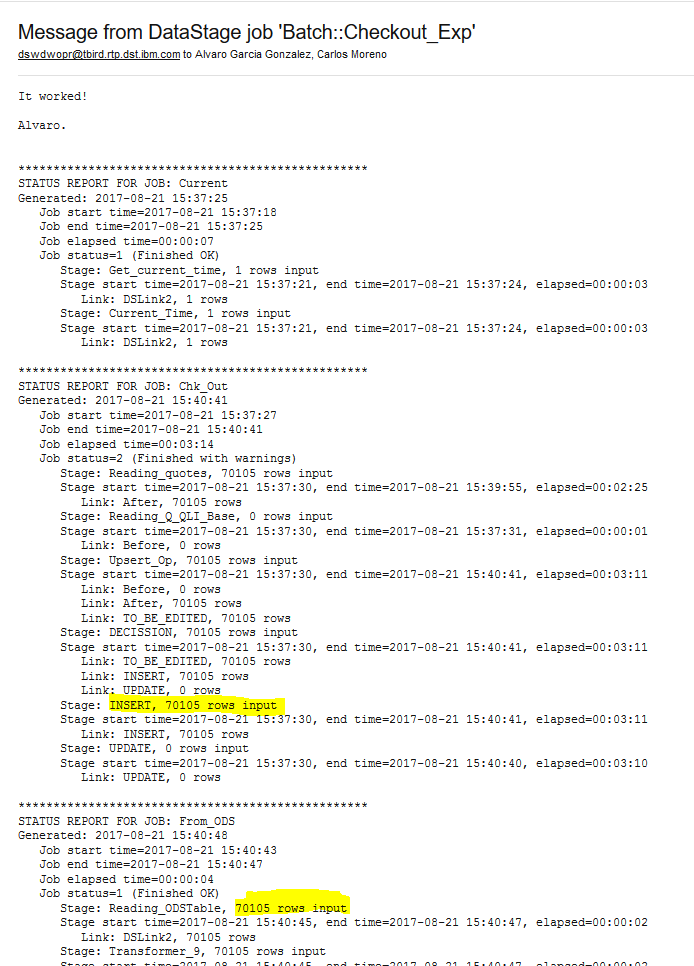 Message from DataStage job 'Batch::Checkout_Exp'
dswdwopr@tbird.rtp.dst.ibm.com to Alvaro Garcia Gonzalez, Carlos Moreno
It worked!
Alvaro.
**************************************************
STATUS REPORT FOR JOB: Current
Generated: 2017-08-21 15:37:25
Job start time=2017-08-21 15:37:18
Job end time=2017-08-21 15:37:25
Job elapsed time=00:00:07
Job status=1 (Finished OK)
Stage: Get_current_time, 1 rows input
Stage start time=2017-08-21 15:37:21, end time=2017-08-21 15:37:24, elapsed=00:00:03
Link: DSLink2, 1 rows
Stage: Current_Time, 1 rows input
Stage start time=2017-08-21 15:37:21, end time=2017-08-21 15:37:24, elapsed=00:00:03
Link: DSLink2, 1 rows
**************************************************
STATUS REPORT FOR JOB: Chk_Out
Generated: 2017-08-21 15:40:41
Job start time=2017-08-21 15:37:27
Job end time=2017-08-21 15:40:41
Job elapsed time=00:03:14
Job status=2 (Finished with warnings)
Stage: Reading_quotes, 70105 rows input
Stage start time=2017-08-21 15:37:30, end time=2017-08-21 15:39:55, elapsed=00:02:25
Link: After, 70105 rows
Stage: Reading_Q_QLI_Base, 0 rows input
Stage start time=2017-08-21 15:37:30, end time=2017-08-21 15:37:31, elapsed=00:00:01
Link: Before, 0 rows
Stage: Upsert_Op, 70105 rows input
Stage start time=2017-08-21 15:37:30, end time=2017-08-21 15:40:41, elapsed=00:03:11
Link: Before, 0 rows
Link: After, 70105 rows
Link: TO_BE_EDITED, 70105 rows
Stage: DECISSION, 70105 rows input
Stage start time=2017-08-21 15:37:30, end time=2017-08-21 15:40:41, elapsed=00:03:11
Link: TO_BE_EDITED, 70105 rows
Link: INSERT, 70105 rows
Link: UPDATE, 0 rows
Stage: INSERT, 70105 rows input
Stage start time=2017-08-21 15:37:30, end time=2017-08-21 15:40:41, elapsed=00:03:11
Link: INSERT, 70105 rows
Stage: UPDATE, 0 rows input
Stage start time=2017-08-21 15:37:30, end time=2017-08-21 15:40:40, elapsed=00:03:10
Link: UPDATE, 0 rows
**************************************************
STATUS REPORT FOR JOB: From_ODS
Generated: 2017-08-21 15:40:48
Job start time=2017-08-21 15:40:43
Job end time=2017-08-21 15:40:47
Job elapsed time=00:00:04
Job status=1 (Finished OK)
Stage: Reading_ODSTable, 70105 rows input
Stage start time=2017-08-21 15:40:45, end time=2017-08-21 15:40:47, elapsed=00:00:02
Link: DSLink2, 70105 rows
Stage: Transformer_9, 70105 rows input
Stage start time=2017-08-21 15:40:45, end time=2017-08-21 15:40:47, elapsed=00:00:02